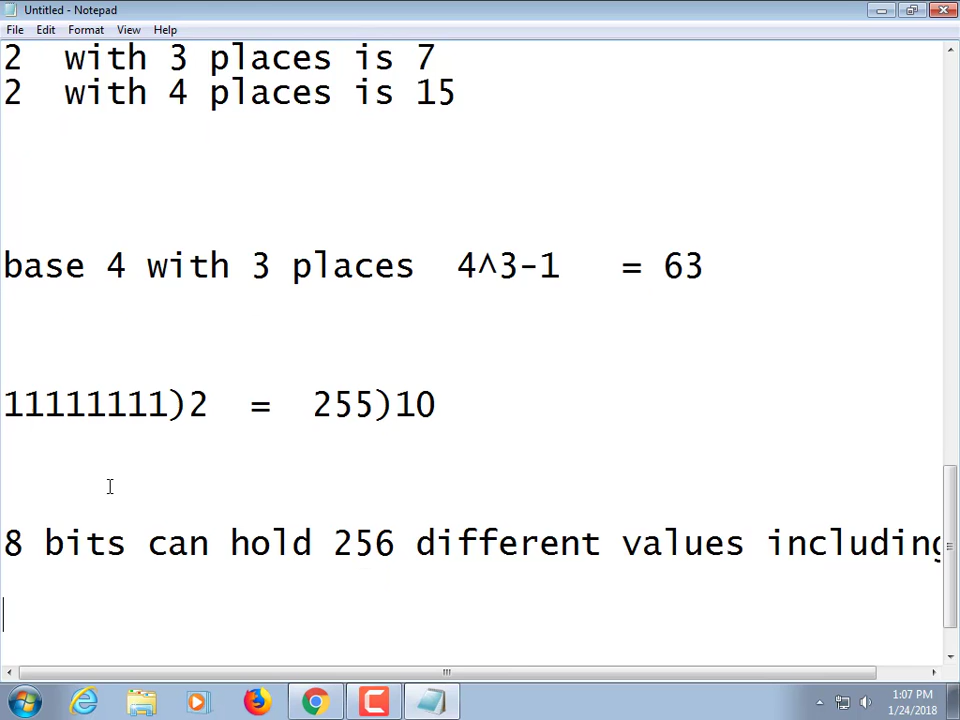 Untitled - Notepad
File Edit Format View Help
2  with 3 places is 7
2  with 4 places is 15
base 4 with 3 places  4^3-1   = 63
11111111)2  =  255)10
8 bits can hold 256 different values including
1:07 PM
1/24/2018